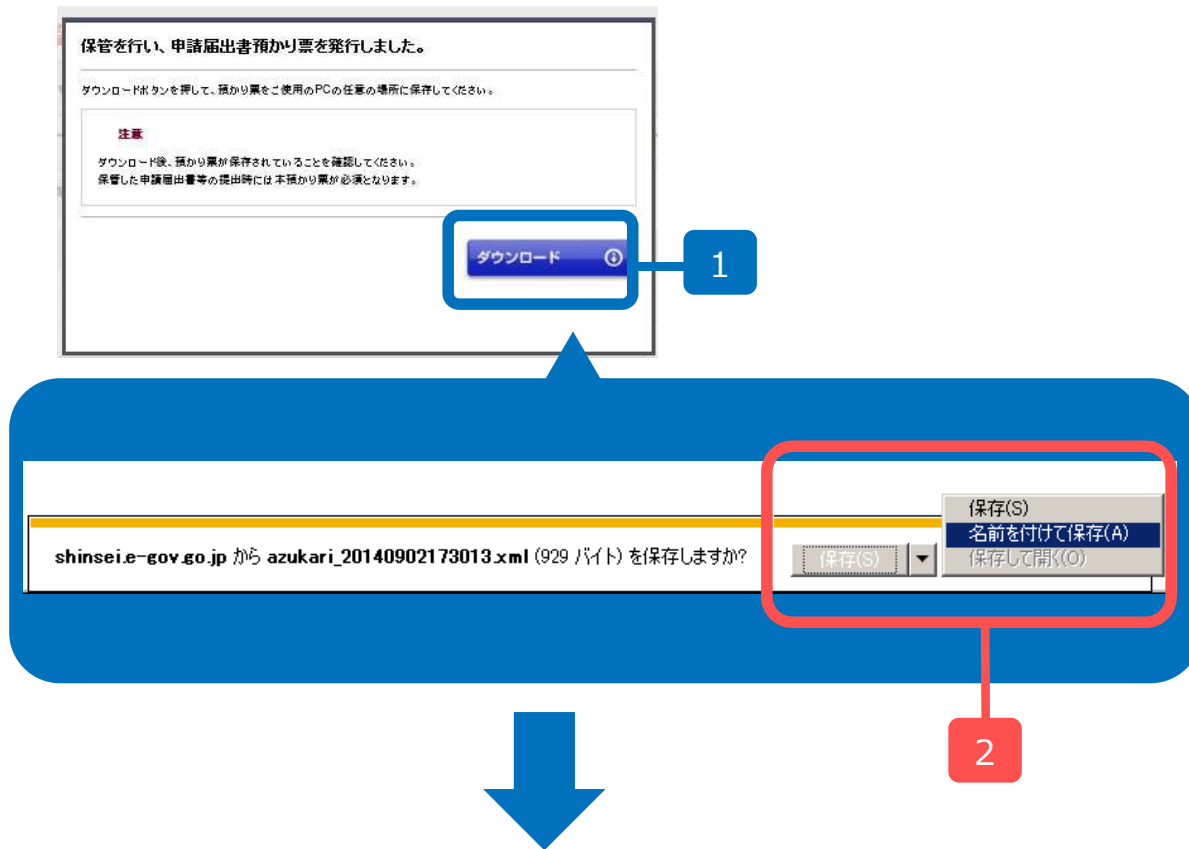 保管を行い、申請届出書預かり票を発行しました。
ダウンロードボタンを押して、預かり票をご使用のPCの任意の場所に保存してください。
注意
ダウンロード後、預かり票が保存されていることを確認してください。
保管した申請届出書等の提出時には本預かり票が必須となります。
ダウンロード
1
保存(S)
名前を付けて保存(A)
保存して開く(O)
shinsei.e-gov.go.jp から azukari_20140902173013.xml (929 バイト) を保存しますか?
保存(S)
2